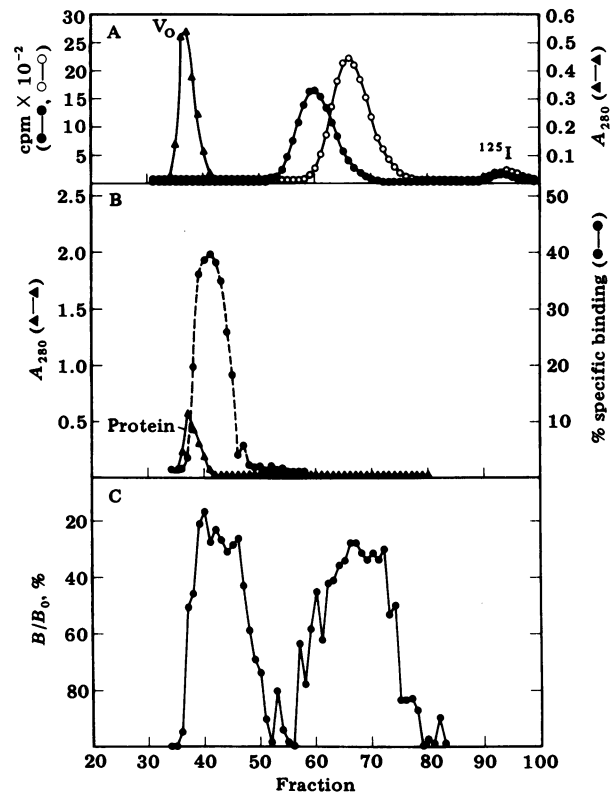 A
V₀
¹²⁵I
cpm × 10⁻²
(●—●, ○—○)
30
25
20
15
10
5
0.6
0.5
0.4
0.3
0.2
0.1
A₂₈₀ (▲—▲)
B
Protein
A₂₈₀ (▲—▲)
2.5
2.0
1.5
1.0
0.5
50
40
30
20
10
% specific binding (●—●)
C
B/B₀, %
20
40
60
80
20 30 40 50 60 70 80 90 100
Fraction